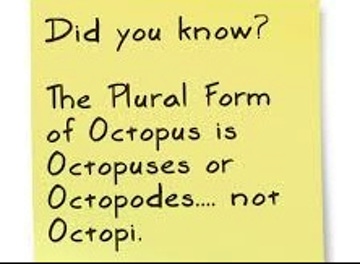 Did you know?
The Plural Form
of Octopus is
Octopuses or
Octopodes.... not
Octopi.